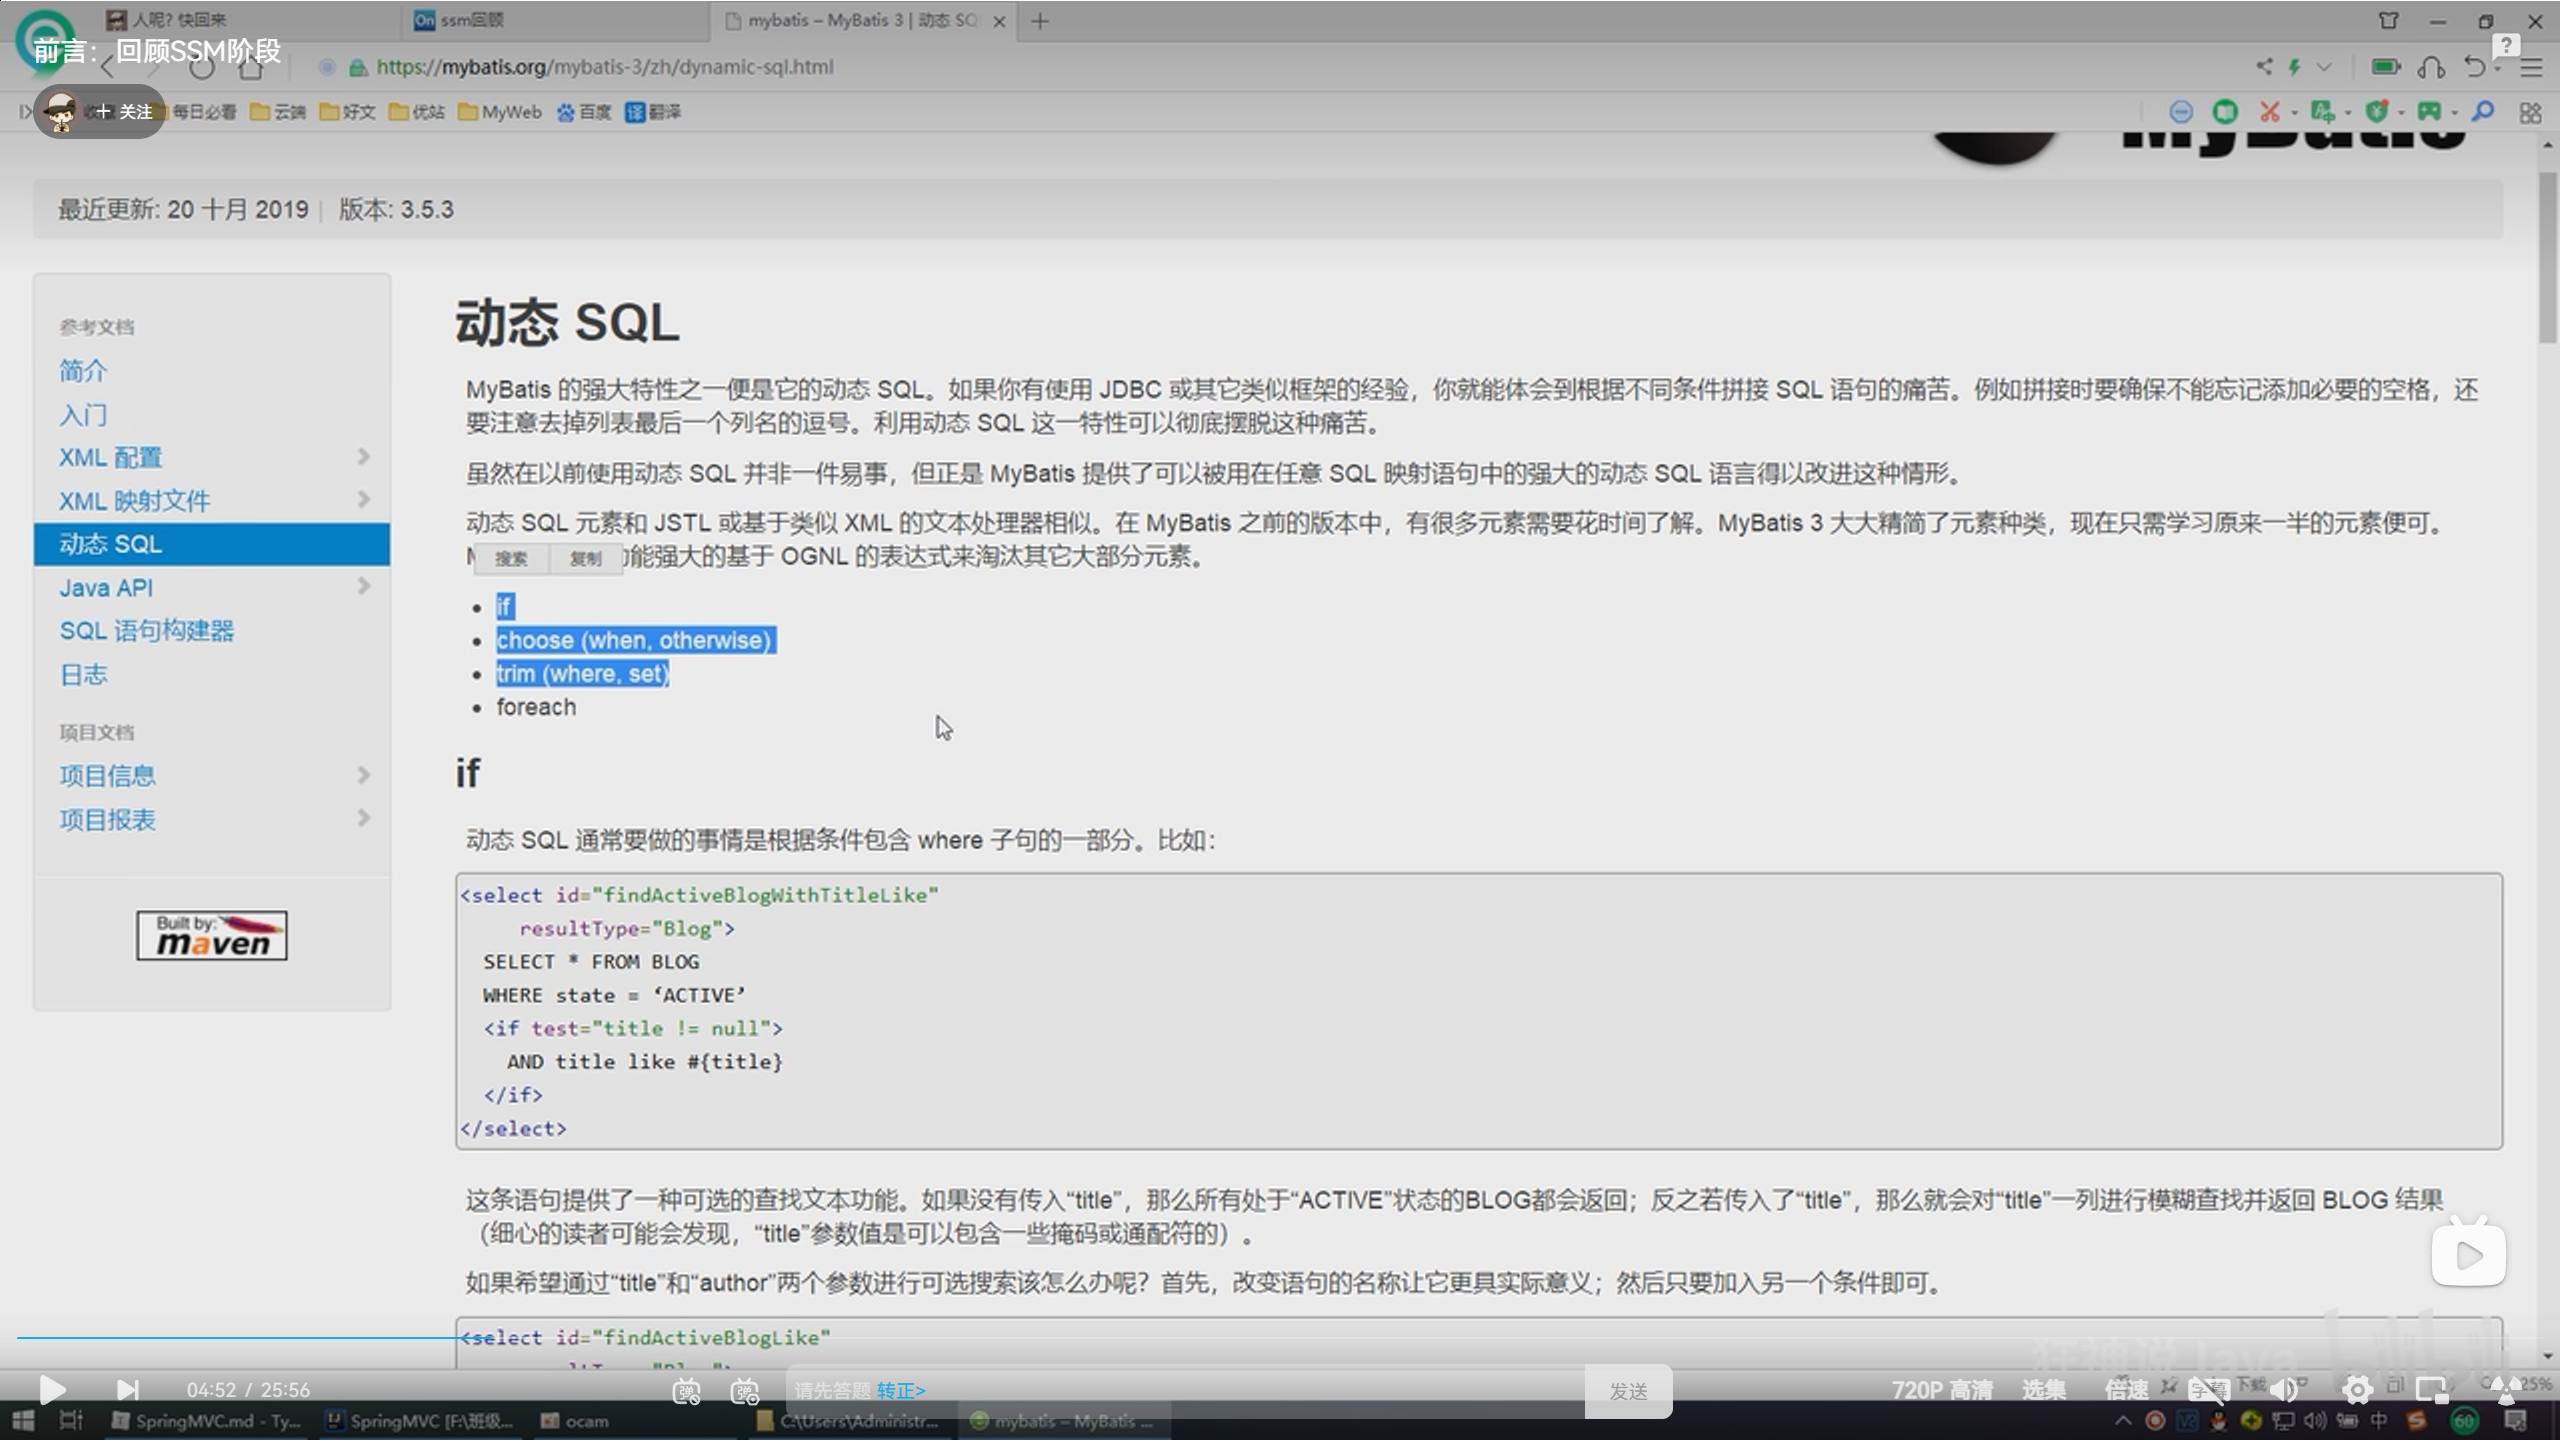 人呢? 快回来
ssm回顾
mybatis – MyBatis 3 | 动态 SQ
前言：回顾SSM阶段
https://mybatis.org/mybatis-3/zh/dynamic-sql.html
+ 关注
每日必看
云端
好文
优站
MyWeb
百度
译 翻译
MyBatis
最近更新: 20 十月 2019 | 版本: 3.5.3
参考文档
简介
入门
XML 配置
XML 映射文件
动态 SQL
Java API
SQL 语句构建器
日志
项目文档
项目信息
项目报表
Built by:
maven
动态 SQL
MyBatis 的强大特性之一便是它的动态 SQL。如果你有使用 JDBC 或其它类似框架的经验，你就能体会到根据不同条件拼接 SQL 语句的痛苦。例如拼接时要确保不能忘记添加必要的空格，还
要注意去掉列表最后一个列名的逗号。利用动态 SQL 这一特性可以彻底摆脱这种痛苦。
虽然在以前使用动态 SQL 并非一件易事，但正是 MyBatis 提供了可以被用在任意 SQL 映射语句中的强大的动态 SQL 语言得以改进这种情形。
动态 SQL 元素和 JSTL 或基于类似 XML 的文本处理器相似。在 MyBatis 之前的版本中，有很多元素需要花时间了解。MyBatis 3 大大精简了元素种类，现在只需学习原来一半的元素便可。
搜索 复制 功能强大的基于 OGNL 的表达式来淘汰其它大部分元素。
• if
• choose (when, otherwise)
• trim (where, set)
• foreach
if
动态 SQL 通常要做的事情是根据条件包含 where 子句的一部分。比如：
<select id="findActiveBlogWithTitleLike"
resultType="Blog">
SELECT * FROM BLOG
WHERE state = ‘ACTIVE’
<if test="title != null">
AND title like #{title}
</if>
</select>
这条语句提供了一种可选的查找文本功能。如果没有传入“title”，那么所有处于“ACTIVE”状态的BLOG都会返回；反之若传入了“title”，那么就会对“title”一列进行模糊查找并返回 BLOG 结果
（细心的读者可能会发现，“title”参数值是可以包含一些掩码或通配符的）。
如果希望通过“title”和“author”两个参数进行可选搜索该怎么办呢？首先，改变语句的名称让它更具实际意义；然后只要加入另一个条件即可。
<select id="findActiveBlogLike"
狂神说 Java
04:52 / 25:56
请先答题 转正>
发送
720P 高清
选集
倍速
SpringMVC.md - Ty...
SpringMVC [F:\班级...
ocam
C:\Users\Administr...
mybatis – MyBatis ...
中
60